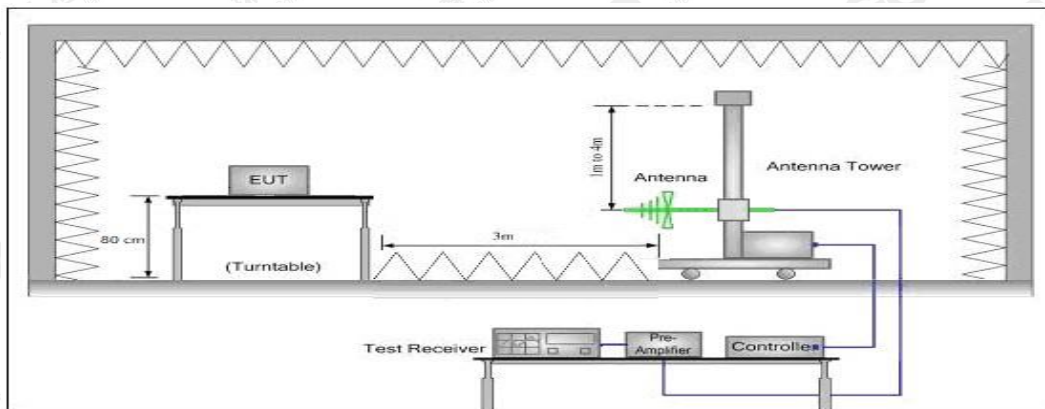 1m to 4m
Antenna Tower
Antenna
EUT
80 cm
3m
(Turntable)
Test Receiver
Pre-
Amplifier
Controller